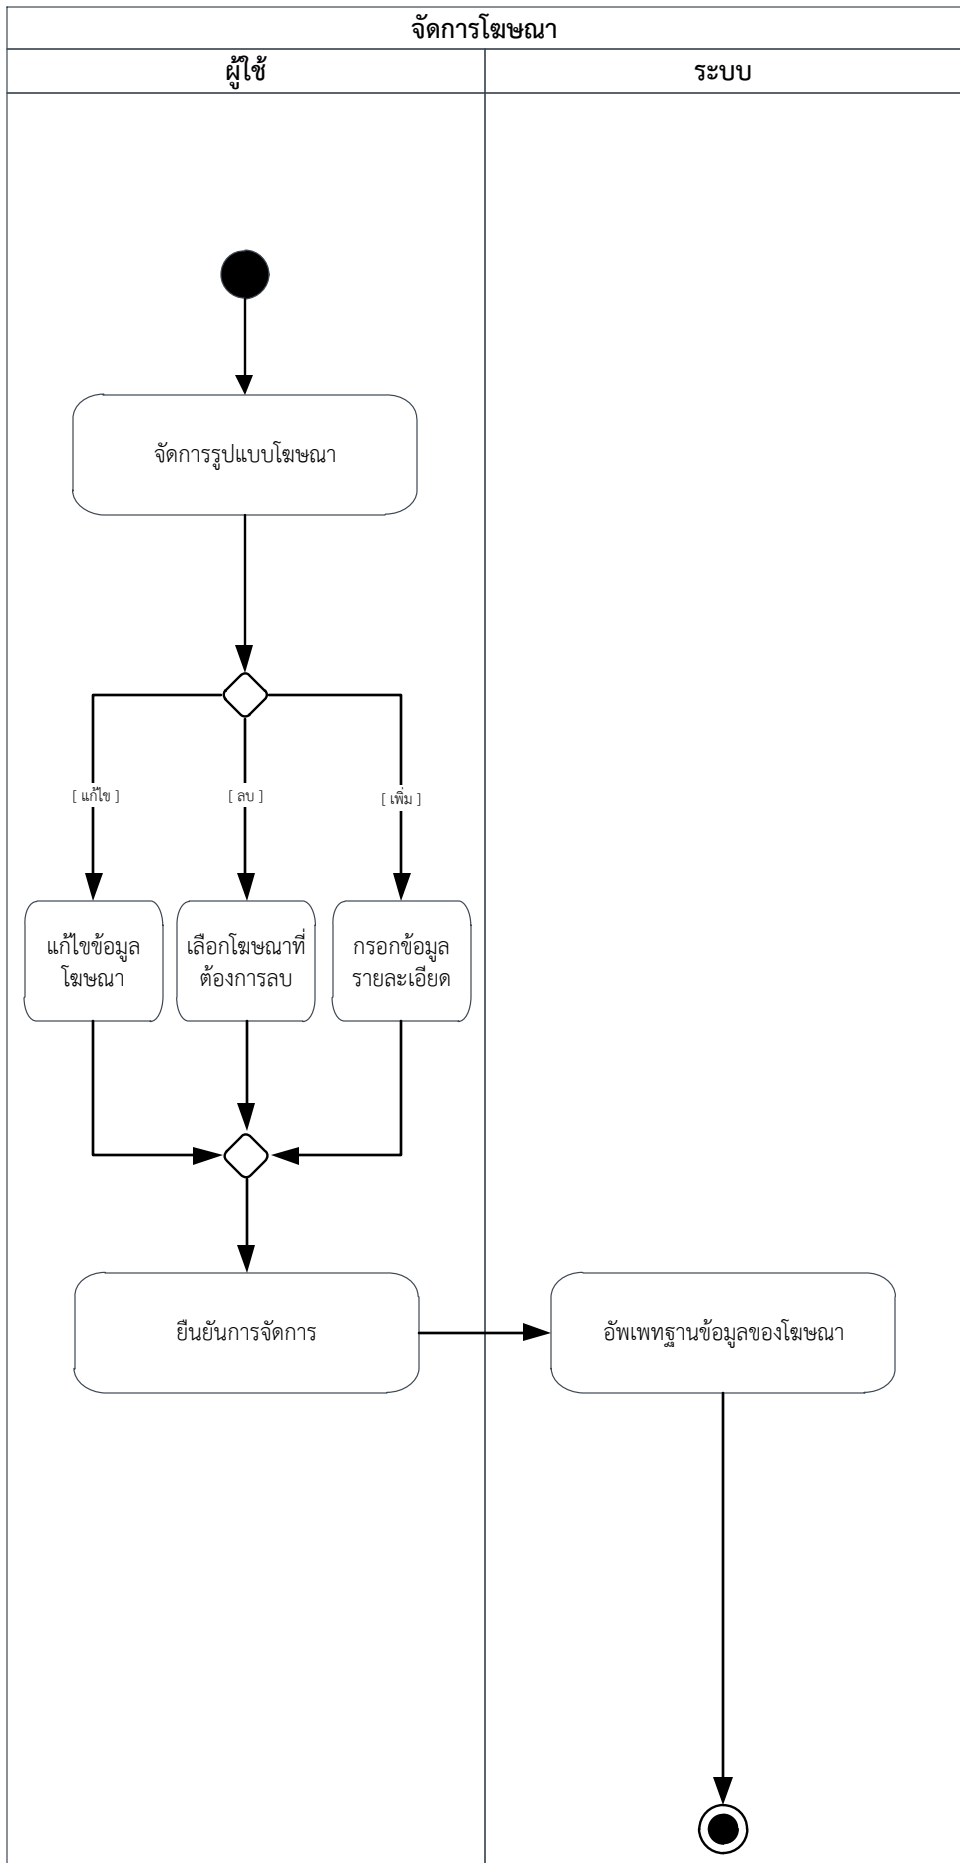 จัดการโฆษณา
ผู้ใช้
ระบบ
จัดการรูปแบบโฆษณา
[ แก้ไข ]
[ ลบ ]
[ เพิ่ม ]
แก้ไขข้อมูล
โฆษณา
เลือกโฆษณาที่
ต้องการลบ
กรอกข้อมูล
รายละเอียด
ยืนยันการจัดการ
อัพเพทฐานข้อมูลของโฆษณา